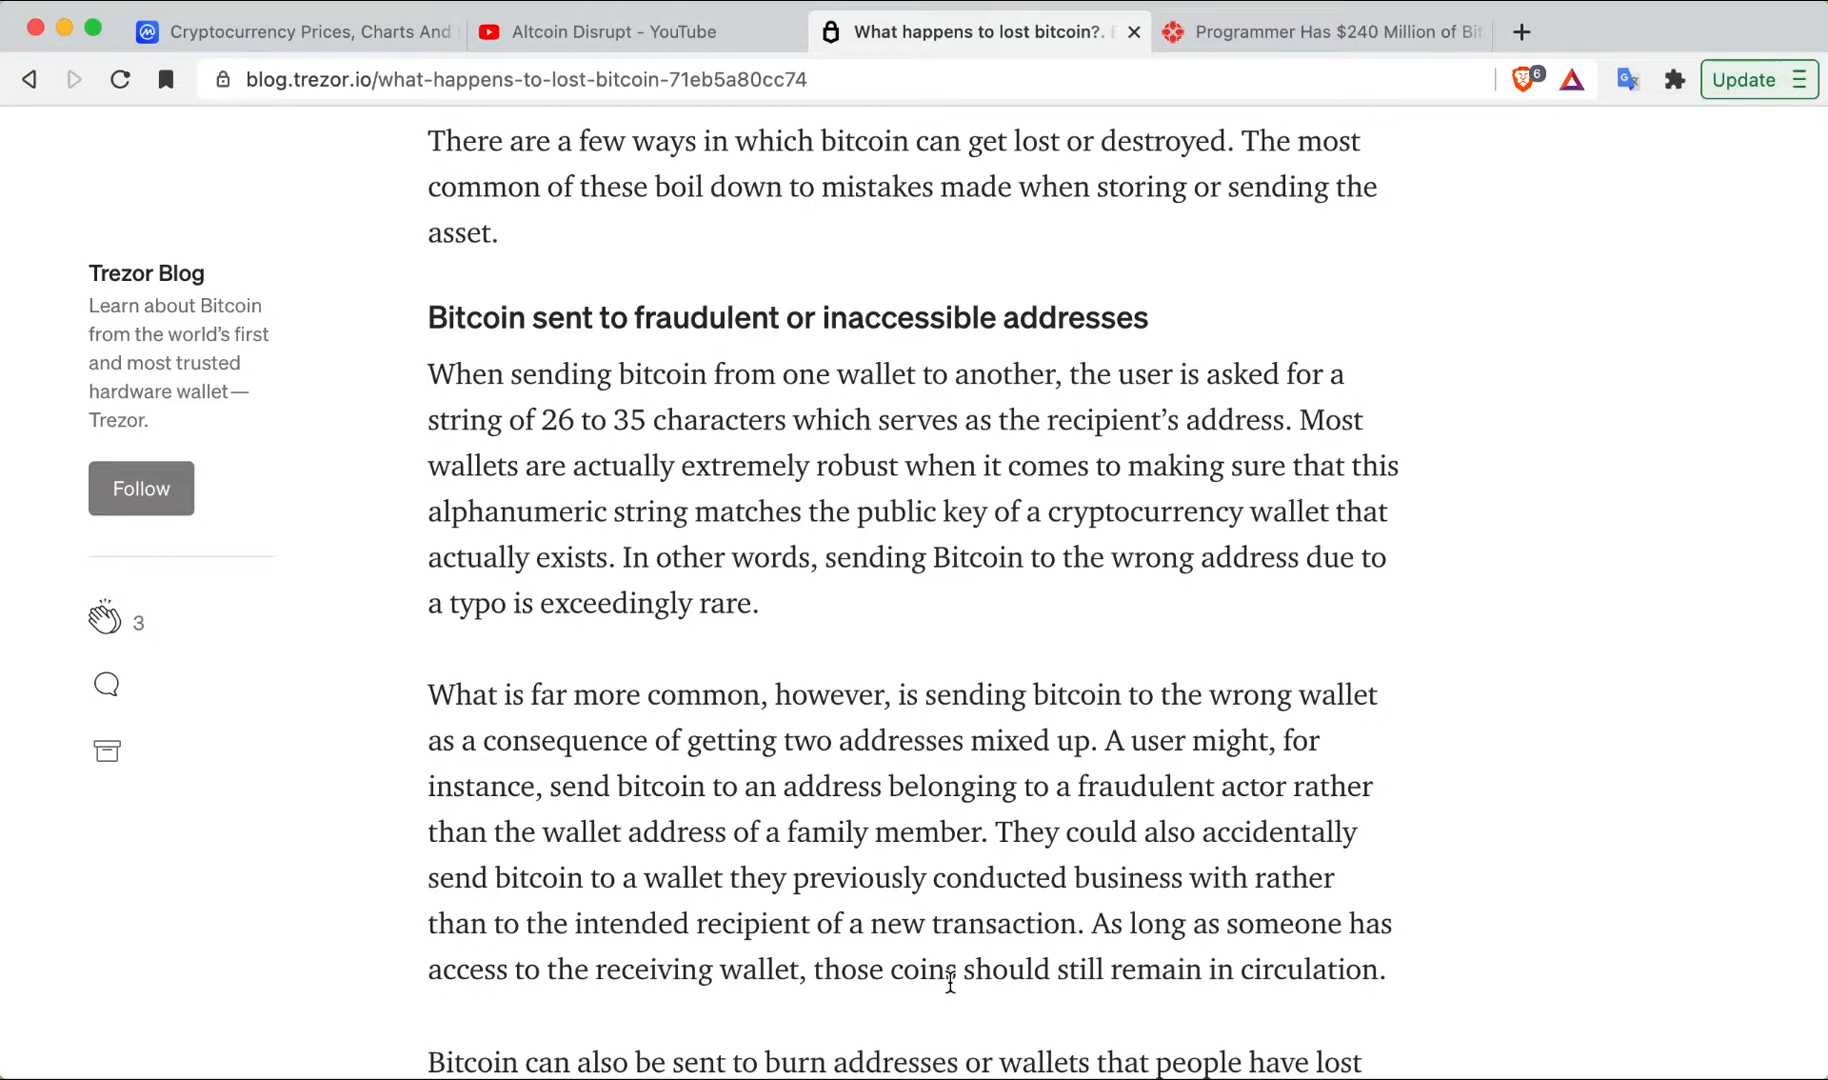 Cryptocurrency Prices, Charts And
Altcoin Disrupt - YouTube
What happens to lost bitcoin?.
Programmer Has $240 Million of Bit
blog.trezor.io/what-happens-to-lost-bitcoin-71eb5a80cc74
6
Update
There are a few ways in which bitcoin can get lost or destroyed. The most
common of these boil down to mistakes made when storing or sending the
asset.
Trezor Blog
Learn about Bitcoin
from the world's first
and most trusted
hardware wallet—
Trezor.
Follow
3
Bitcoin sent to fraudulent or inaccessible addresses
When sending bitcoin from one wallet to another, the user is asked for a
string of 26 to 35 characters which serves as the recipient's address. Most
wallets are actually extremely robust when it comes to making sure that this
alphanumeric string matches the public key of a cryptocurrency wallet that
actually exists. In other words, sending Bitcoin to the wrong address due to
a typo is exceedingly rare.
What is far more common, however, is sending bitcoin to the wrong wallet
as a consequence of getting two addresses mixed up. A user might, for
instance, send bitcoin to an address belonging to a fraudulent actor rather
than the wallet address of a family member. They could also accidentally
send bitcoin to a wallet they previously conducted business with rather
than to the intended recipient of a new transaction. As long as someone has
access to the receiving wallet, those coins should still remain in circulation.
Bitcoin can also be sent to burn addresses or wallets that people have lost